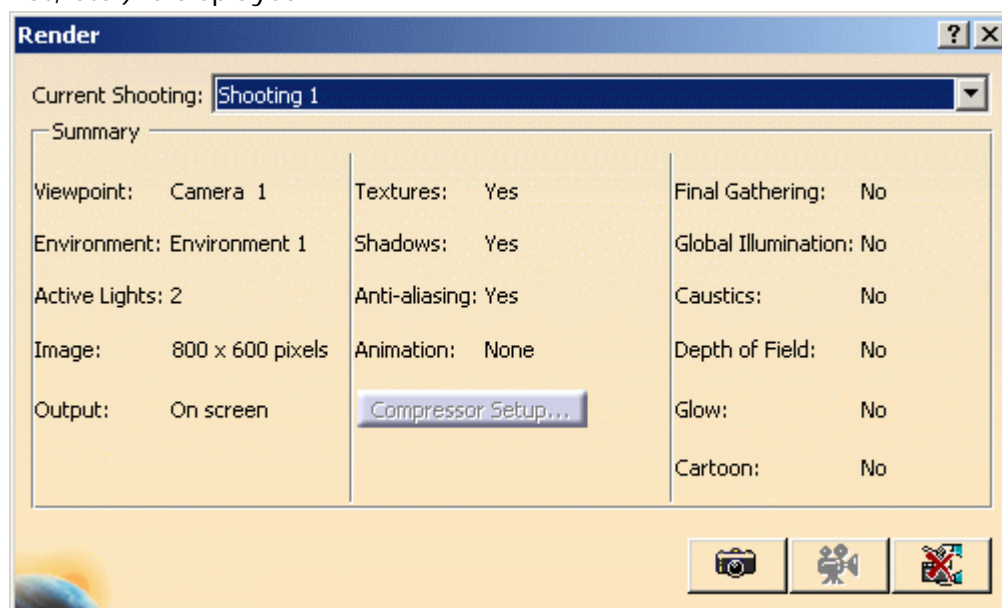 Render
Current Shooting: Shooting 1
Summary
Viewpoint: Camera 1
Environment: Environment 1
Active Lights: 2
Image: 800 x 600 pixels
Output: On screen
Textures: Yes
Shadows: Yes
Anti-aliasing: Yes
Animation: None
Compressor Setup...
Final Gathering: No
Global Illumination: No
Caustics: No
Depth of Field: No
Glow: No
Cartoon: No